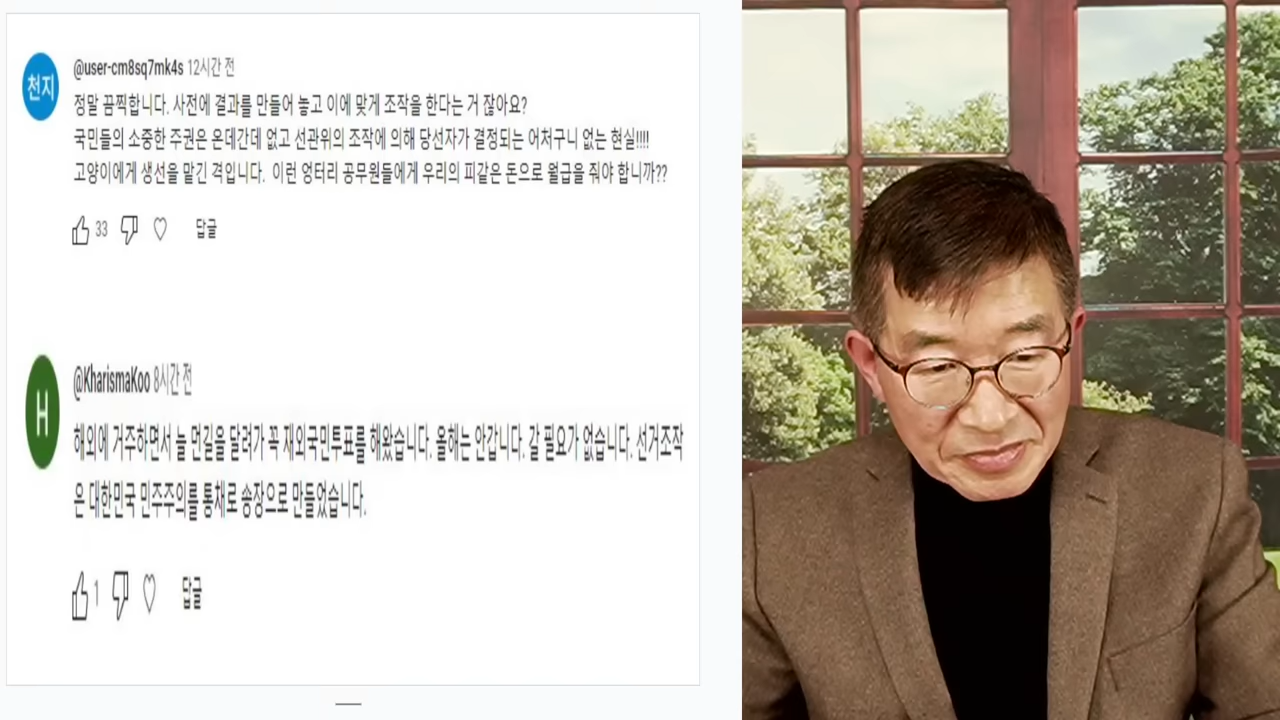 천지
@user-cm8sq7mk4s 12시간 전
정말 끔찍합니다. 사전에 결과를 만들어 놓고 이에 맞게 조작을 한다는 거 잖아요?
국민들의 소중한 주권은 온데간데 없고 선관위의 조작에 의해 당선자가 결정되는 어처구니 없는 현실!!!!
고양이에게 생선을 맡긴 격입니다. 이런 엉터리 공무원들에게 우리의 피같은 돈으로 월급을 줘야 합니까??
33 답글
H
@KharismaKoo 8시간 전
해외에 거주하면서 늘 먼길을 달려가 꼭 재외국민투표를 해왔습니다. 올해는 안갑니다. 갈 필요가 없습니다. 선거조작
은 대한민국 민주주의를 통채로 송장으로 만들었습니다.
1 답글